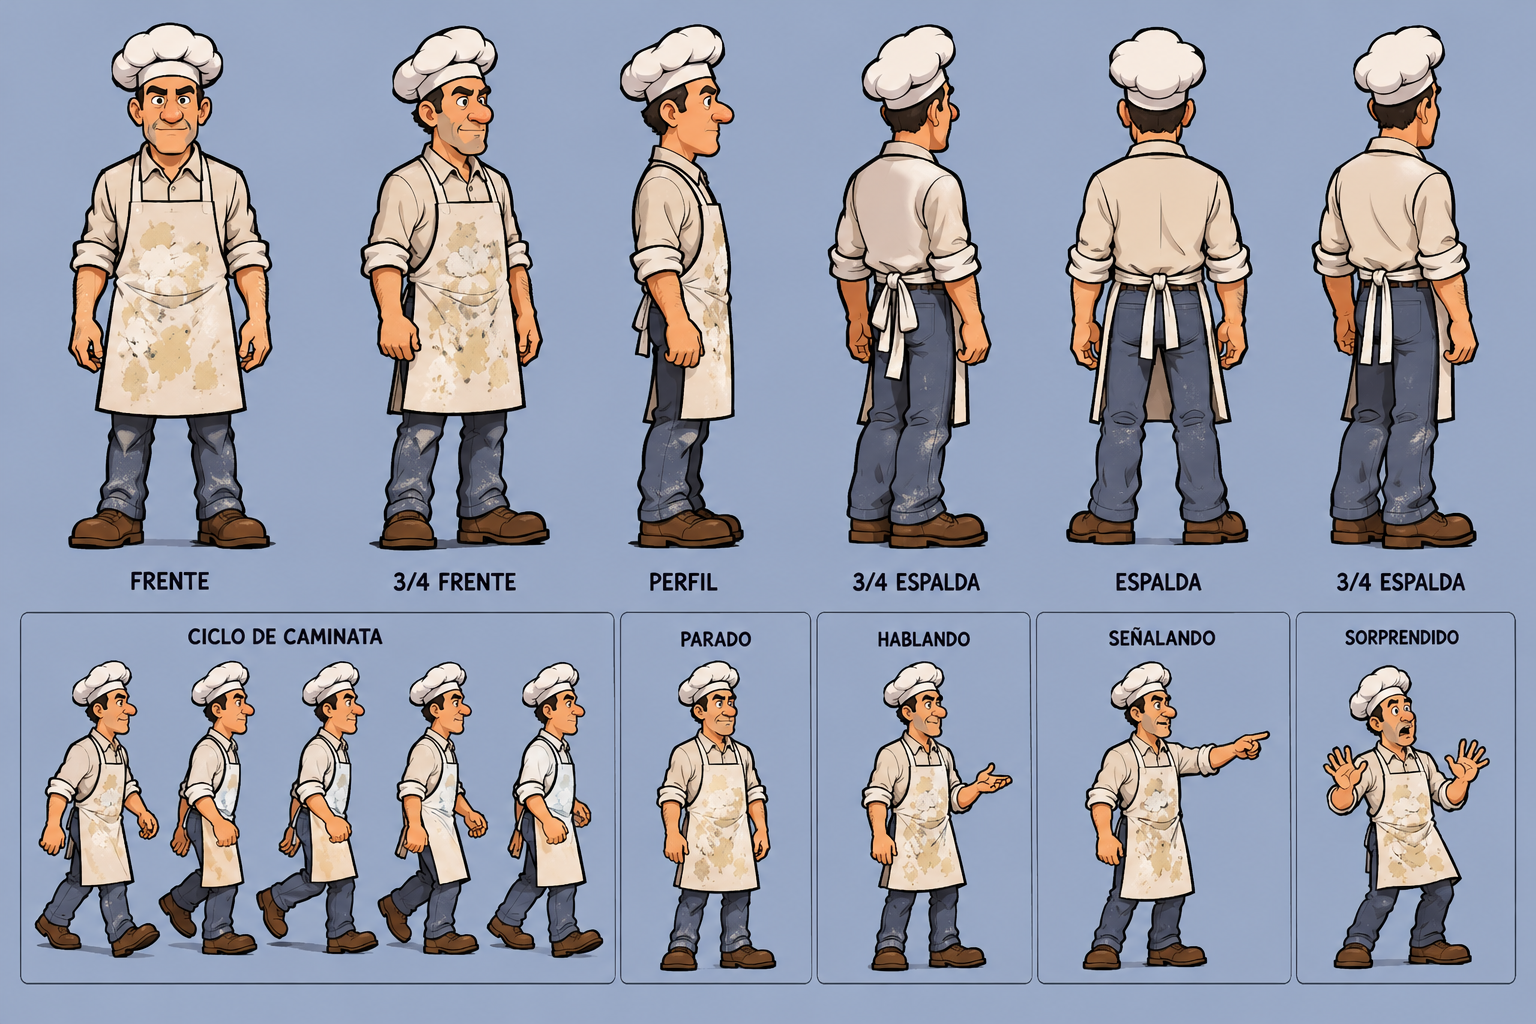 FRENTE
3/4 FRENTE
PERFIL
3/4 ESPALDA
ESPALDA
3/4 ESPALDA
CICLO DE CAMINATA
PARADO
HABLANDO
SEÑALANDO
SORPRENDIDO